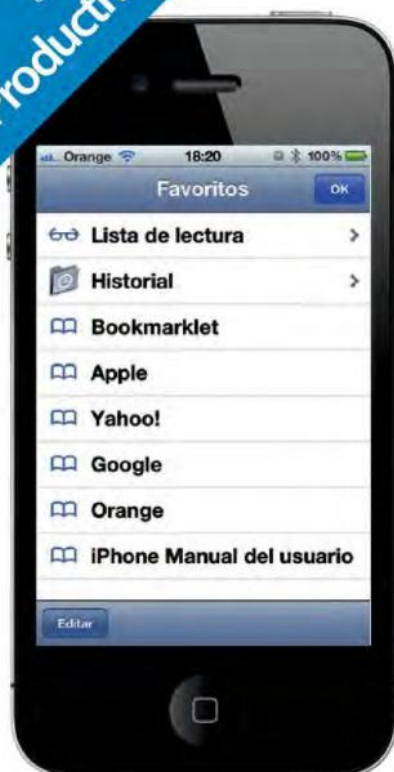 Orange 18:20 100%
Favoritos OK
Lista de lectura
Historial
Bookmarklet
Apple
Yahoo!
Google
Orange
iPhone Manual del usuario
Editar